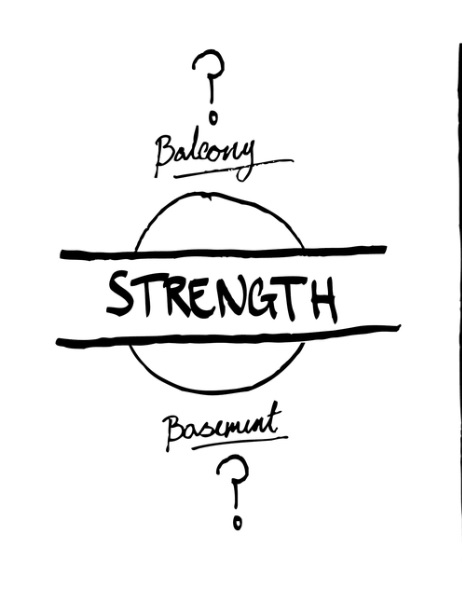 ?
Balcony
STRENGTH
Basement
?